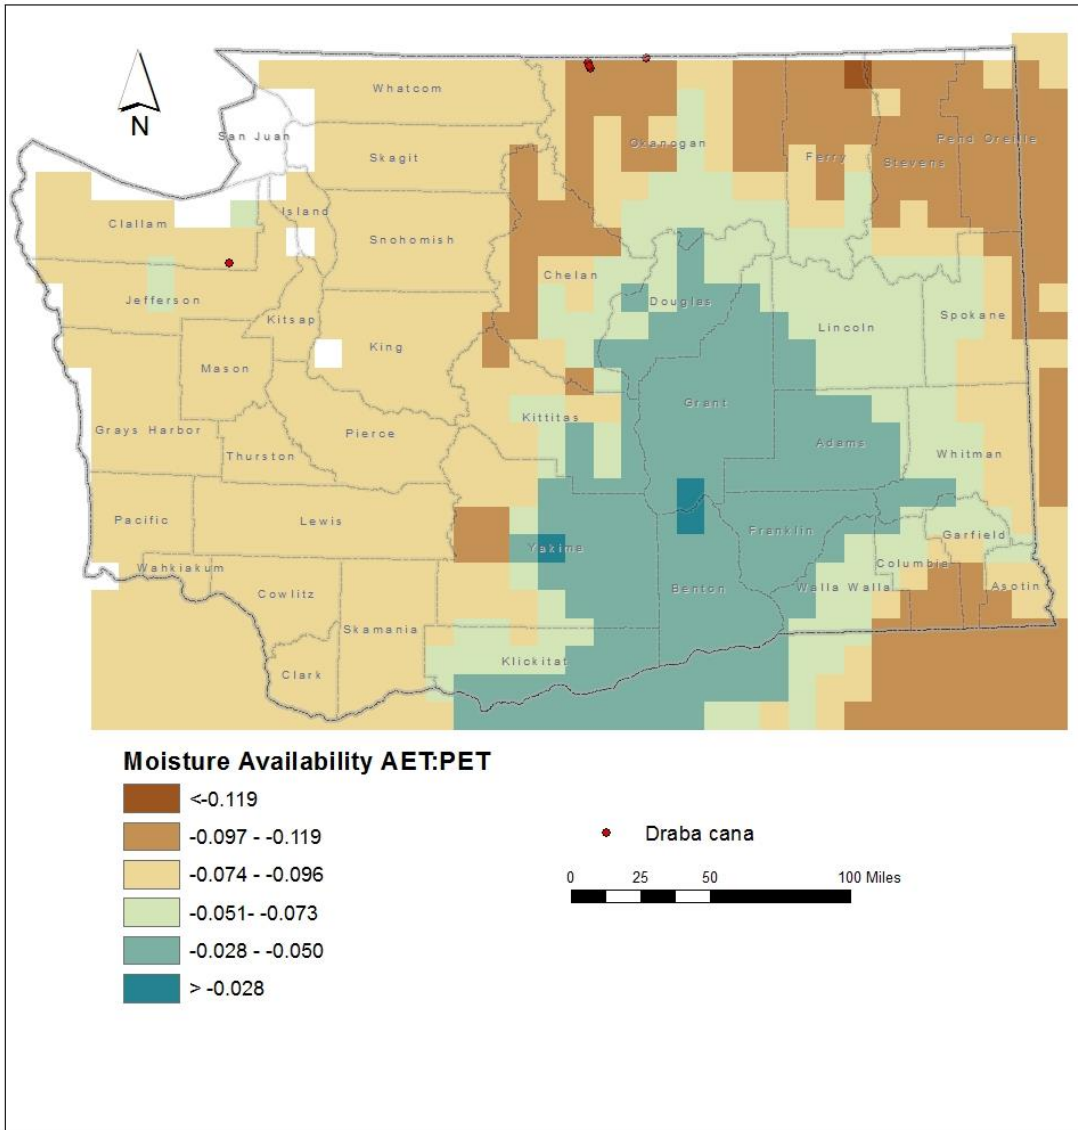 N
Whatcom
San Juan
Skagit
Okanogan
Ferry
Stevens
Pend Oreille
Clallam
Island
Snohomish
Chelan
Jefferson
Kitsap
Douglas
Lincoln
Spokane
King
Mason
Grant
Kittitas
Grays Harbor
Pierce
Thurston
Adams
Whitman
Pacific
Lewis
Yakima
Franklin
Garfield
Wahkiakum
Columbia
Cowlitz
Benton
Walla Walla
Asotin
Skamania
Klickitat
Clark
Moisture Availability AET:PET
<-0.119
-0.097 - -0.119
-0.074 - -0.096
-0.051- -0.073
-0.028 - -0.050
> -0.028
Draba cana
0 25 50 100 Miles